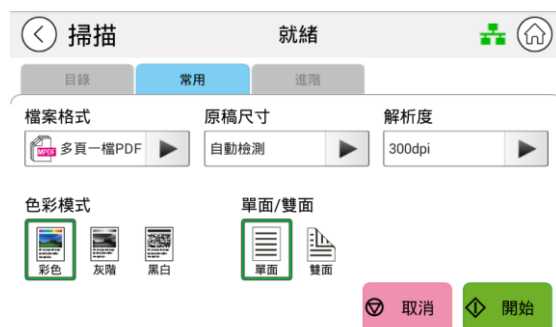 掃描
就緒
目錄
常用
進階
檔案格式
原稿尺寸
解析度
MPDF 多頁一檔PDF
自動檢測
300dpi
色彩模式
單面/雙面
彩色
灰階
黑白
單面
雙面
取消
開始